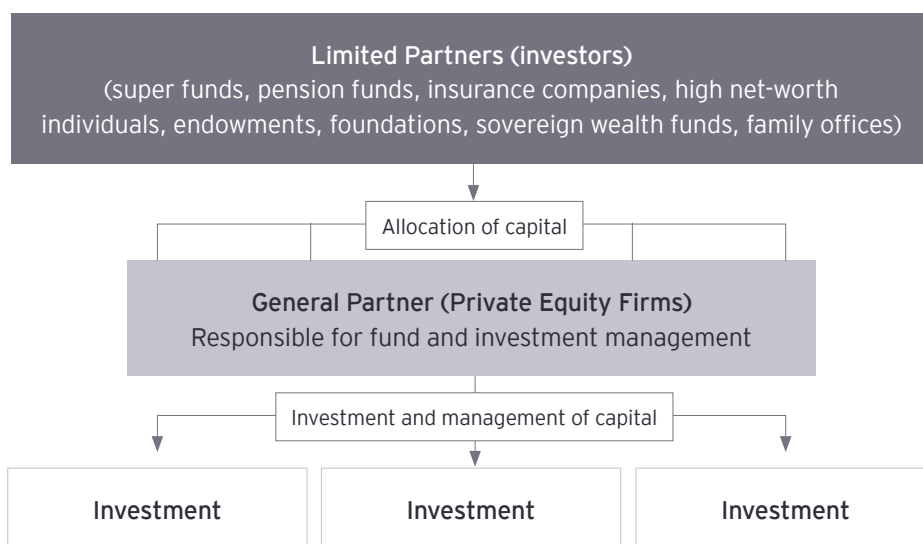 Limited Partners (investors)
(super funds, pension funds, insurance companies, high net-worth
individuals, endowments, foundations, sovereign wealth funds, family offices)
Allocation of capital
General Partner (Private Equity Firms)
Responsible for fund and investment management
Investment and management of capital
Investment
Investment
Investment